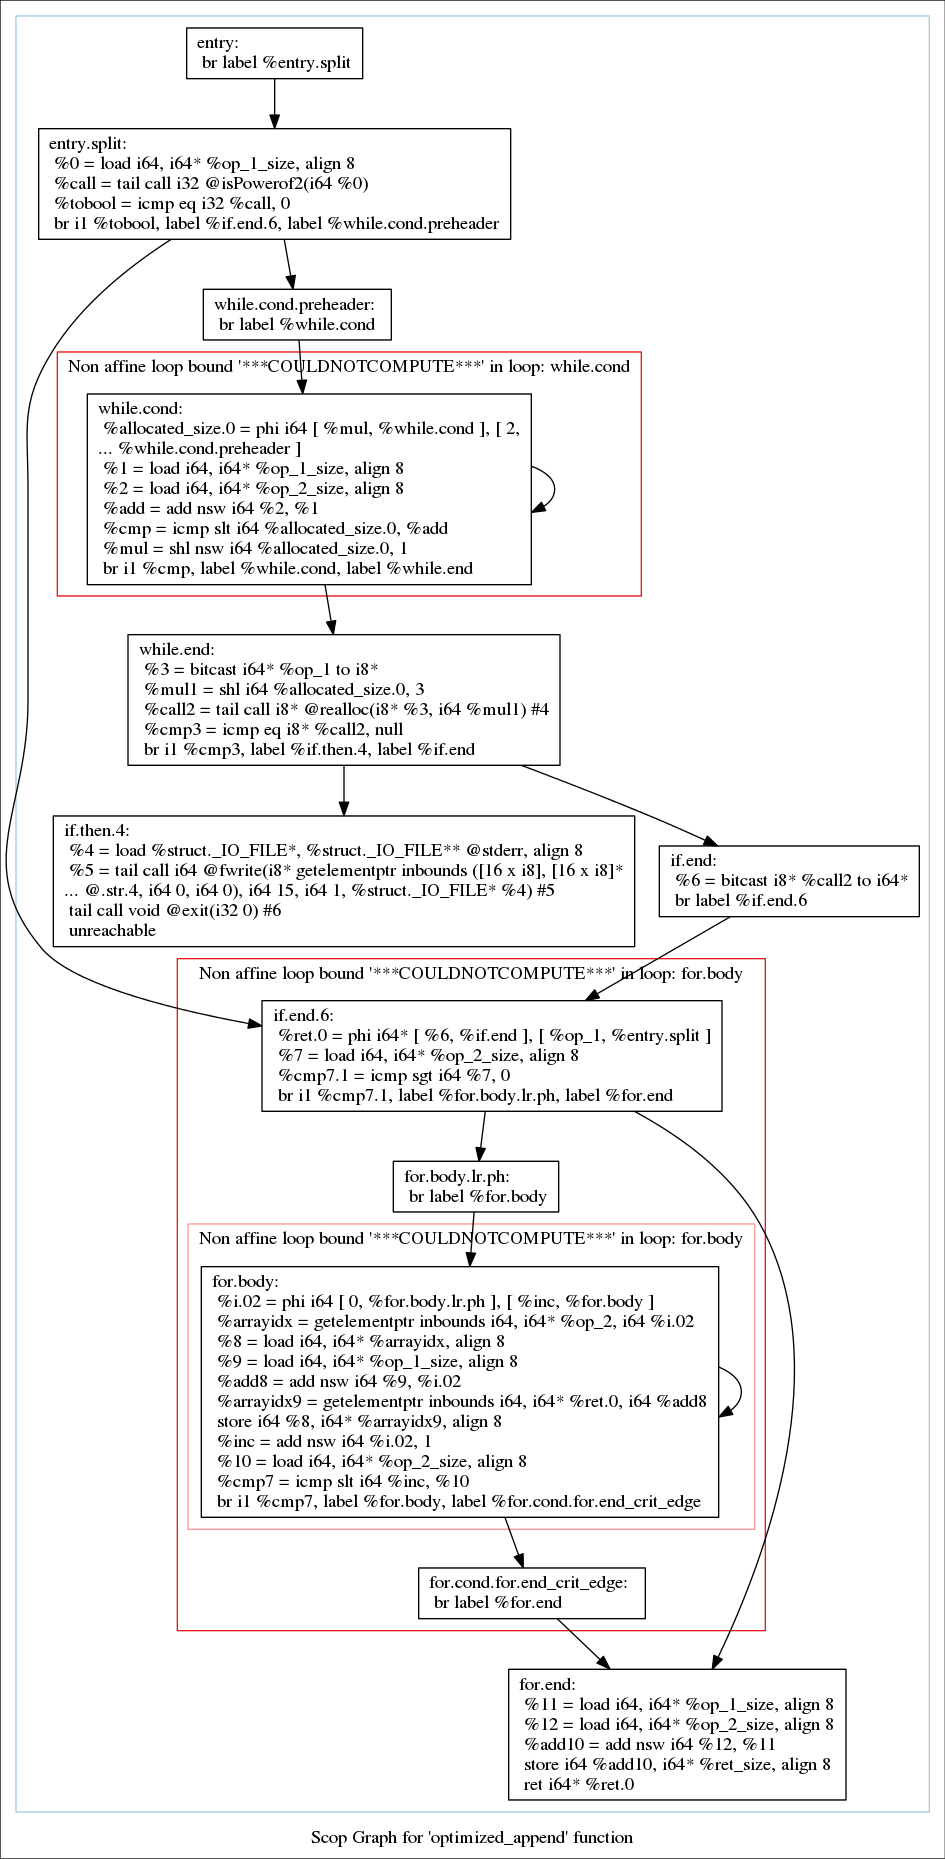 entry:
br label %entry.split
entry.split:
%0 = load i64, i64* %op_1_size, align 8
%call = tail call i32 @isPowerof2(i64 %0)
%tobool = icmp eq i32 %call, 0
br i1 %tobool, label %if.end.6, label %while.cond.preheader
while.cond.preheader:
br label %while.cond
Non affine loop bound '***COULDNOTCOMPUTE***' in loop: while.cond
while.cond:
%allocated_size.0 = phi i64 [ %mul, %while.cond ], [ 2,
... %while.cond.preheader ]
%1 = load i64, i64* %op_1_size, align 8
%2 = load i64, i64* %op_2_size, align 8
%add = add nsw i64 %2, %1
%cmp = icmp slt i64 %allocated_size.0, %add
%mul = shl nsw i64 %allocated_size.0, 1
br i1 %cmp, label %while.cond, label %while.end
while.end:
%3 = bitcast i64* %op_1 to i8*
%mul1 = shl i64 %allocated_size.0, 3
%call2 = tail call i8* @realloc(i8* %3, i64 %mul1) #4
%cmp3 = icmp eq i8* %call2, null
br i1 %cmp3, label %if.then.4, label %if.end
if.then.4:
%4 = load %struct._IO_FILE*, %struct._IO_FILE** @stderr, align 8
%5 = tail call i64 @fwrite(i8* getelementptr inbounds ([16 x i8], [16 x i8]*
... @.str.4, i64 0, i64 0), i64 15, i64 1, %struct._IO_FILE* %4) #5
tail call void @exit(i32 0) #6
unreachable
if.end:
%6 = bitcast i8* %call2 to i64*
br label %if.end.6
Non affine loop bound '***COULDNOTCOMPUTE***' in loop: for.body
if.end.6:
%ret.0 = phi i64* [ %6, %if.end ], [ %op_1, %entry.split ]
%7 = load i64, i64* %op_2_size, align 8
%cmp7.1 = icmp sgt i64 %7, 0
br i1 %cmp7.1, label %for.body.lr.ph, label %for.end
for.body.lr.ph:
br label %for.body
Non affine loop bound '***COULDNOTCOMPUTE***' in loop: for.body
for.body:
%i.02 = phi i64 [ 0, %for.body.lr.ph ], [ %inc, %for.body ]
%arrayidx = getelementptr inbounds i64, i64* %op_2, i64 %i.02
%8 = load i64, i64* %arrayidx, align 8
%9 = load i64, i64* %op_1_size, align 8
%add8 = add nsw i64 %9, %i.02
%arrayidx9 = getelementptr inbounds i64, i64* %ret.0, i64 %add8
store i64 %8, i64* %arrayidx9, align 8
%inc = add nsw i64 %i.02, 1
%10 = load i64, i64* %op_2_size, align 8
%cmp7 = icmp slt i64 %inc, %10
br i1 %cmp7, label %for.body, label %for.cond.for.end_crit_edge
for.cond.for.end_crit_edge:
br label %for.end
for.end:
%11 = load i64, i64* %op_1_size, align 8
%12 = load i64, i64* %op_2_size, align 8
%add10 = add nsw i64 %12, %11
store i64 %add10, i64* %ret_size, align 8
ret i64* %ret.0
Scop Graph for 'optimized_append' function